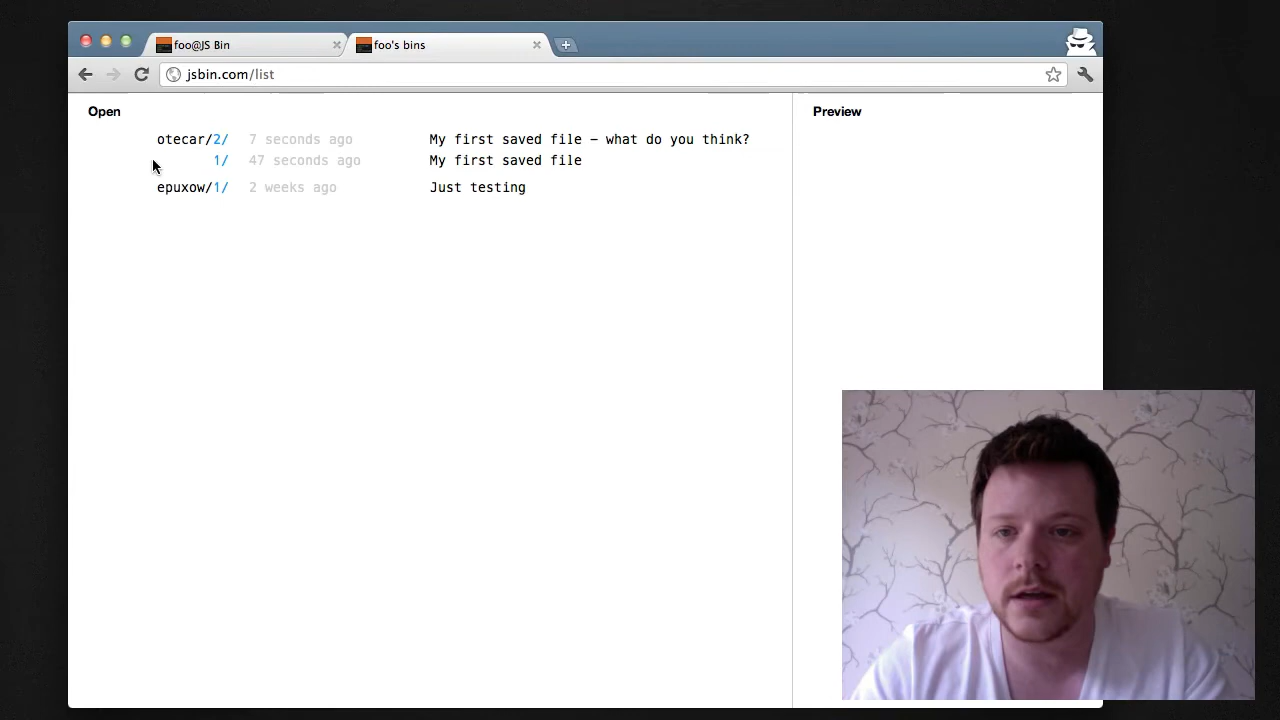 foo@JS Bin
foo's bins
jsbin.com/list
Open
Preview
otecar/2/ 7 seconds ago My first saved file – what do you think?
1/ 47 seconds ago My first saved file
epuxow/1/ 2 weeks ago Just testing